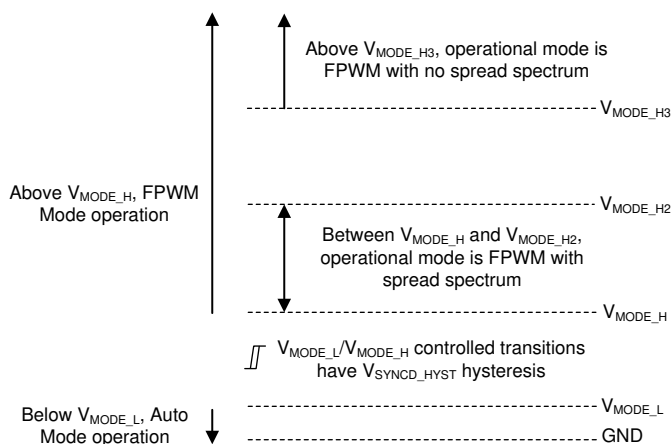 Above V_MODE_H3, operational mode is
FPWM with no spread spectrum
V_MODE_H3
Above V_MODE_H, FPWM
Mode operation
V_MODE_H2
Between V_MODE_H and V_MODE_H2,
operational mode is FPWM with
spread spectrum
V_MODE_H
V_MODE_L/V_MODE_H controlled transitions
have V_SYNCD_HYST hysteresis
V_MODE_L
Below V_MODE_L, Auto
Mode operation
GND